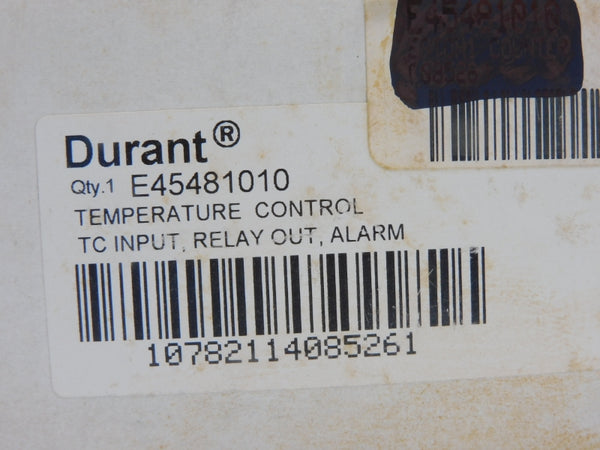 Durant®
Qty.1 E45481010
TEMPERATURE CONTROL
TC INPUT, RELAY OUT, ALARM
10782114085261